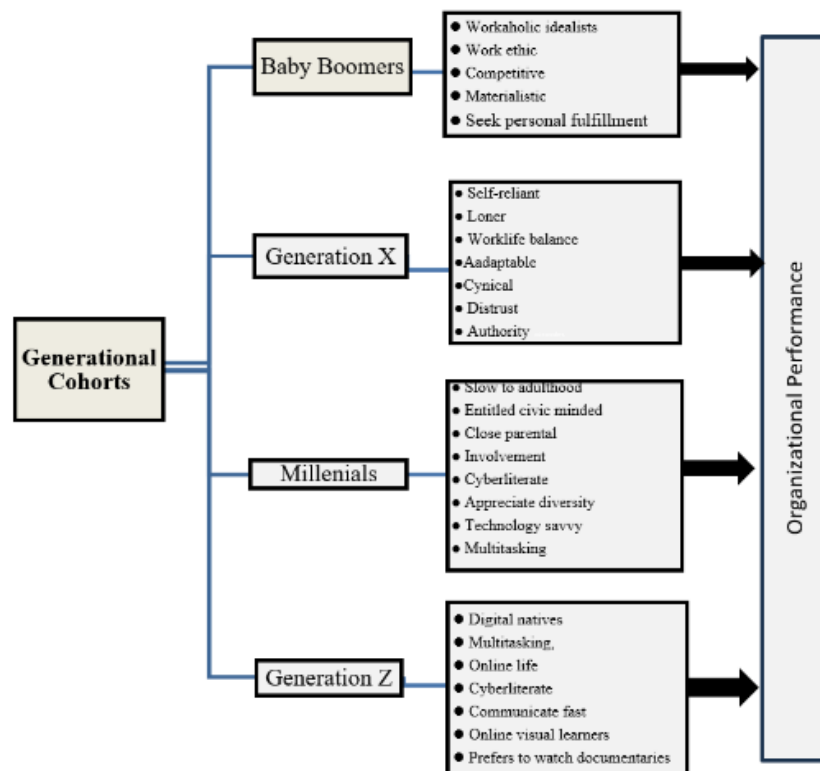 Generational
Cohorts
Baby Boomers
● Workaholic idealists
● Work ethic
● Competitive
● Materialistic
● Seek personal fulfillment
Generation X
● Self-reliant
● Loner
● Worklife balance
●Aadaptable
●Cynical
● Distrust
● Authority
Millenials
● Slow to adulthood
● Entitled civic minded
● Close parental
● Involvement
● Cyberliterate
● Appreciate diversity
● Technology savvy
● Multitasking
Generation Z
● Digital natives
● Multitasking,
● Online life
● Cyberliterate
● Communicate fast
● Online visual learners
● Prefers to watch documentaries
Organizational Performance